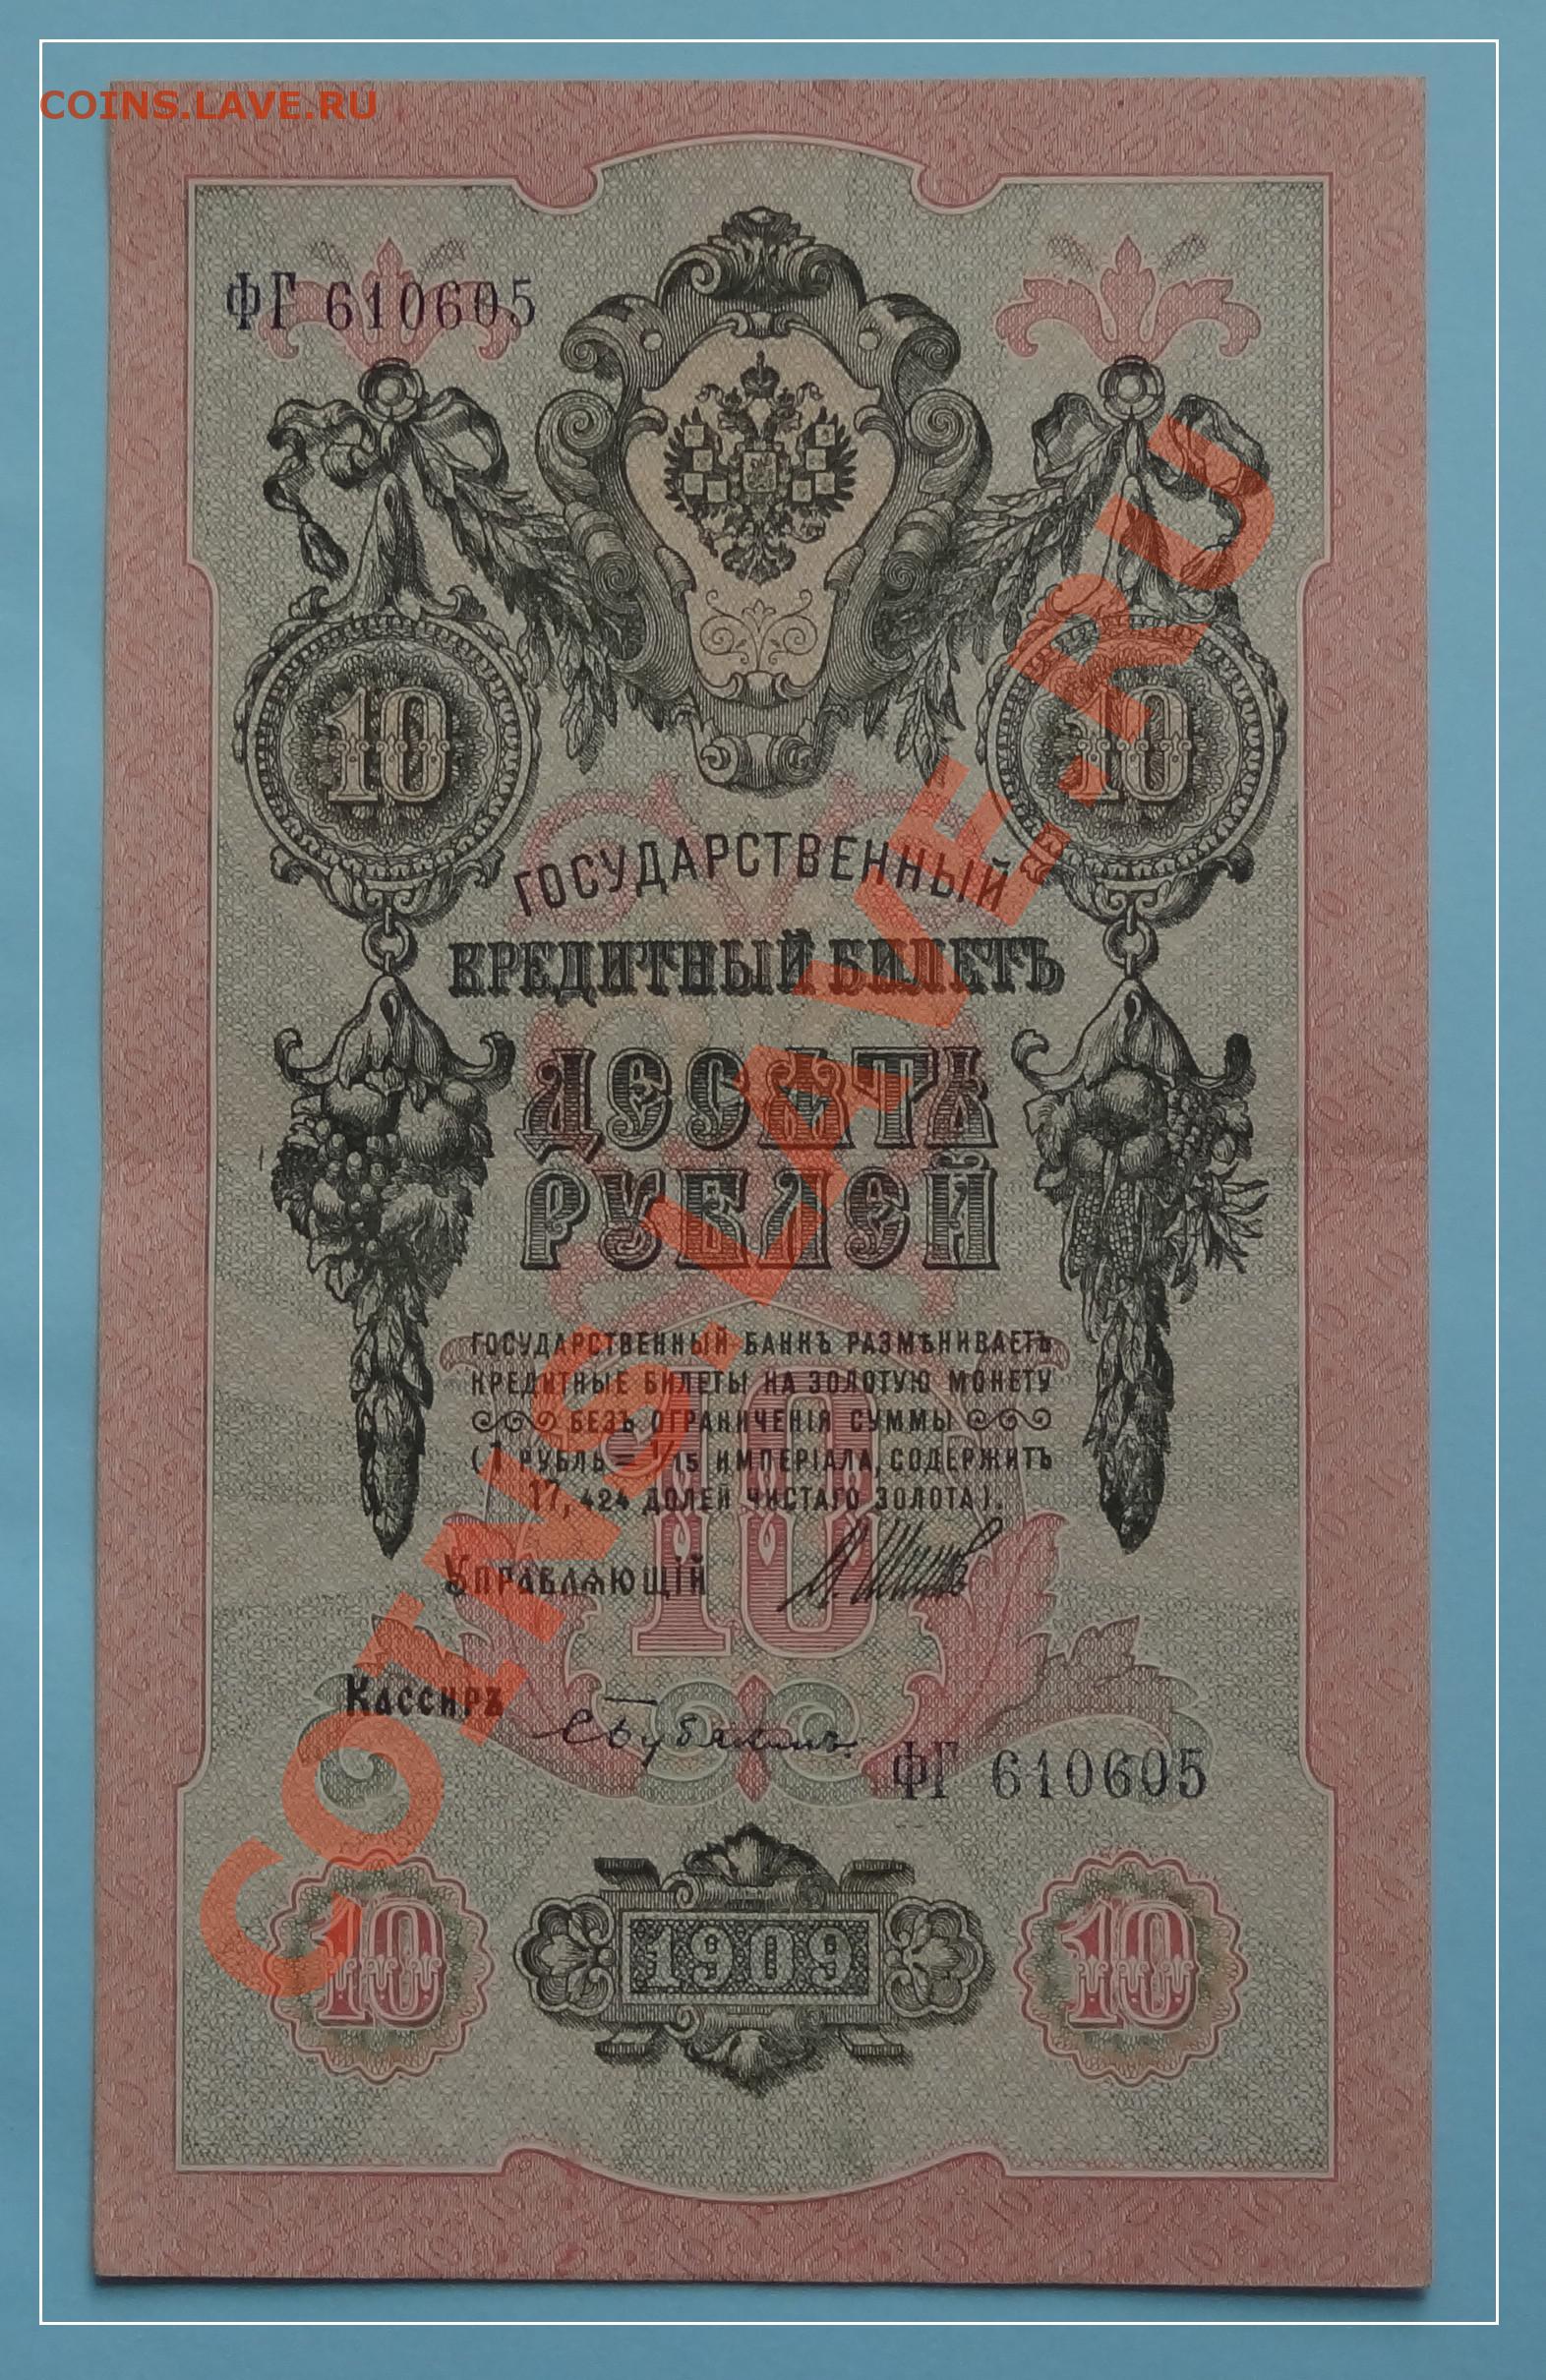 COINS.LAVE.RU
ФГ 610605
10 10
ГОСУДАРСТВЕННЫЙ
КРЕДИТНЫЙ БИЛЕТЪ
ДЕСЯТЬ
РУБЛЕЙ
ГОСУДАРСТВЕННЫЙ БАНКЪ РАЗМѢНИВАЕТЪ
КРЕДИТНЫЕ БИЛЕТЫ НА ЗОЛОТУЮ МОНЕТУ
БЕЗЪ ОГРАНИЧЕНІЯ СУММЫ
(1 РУБЛЬ = 1/15 ИМПЕРІАЛА, СОДЕРЖИТЪ
17,424 ДОЛЕЙ ЧИСТАГО ЗОЛОТА).
10
УПРАВЛЯЮЩІЙ
Кассиръ
ФГ 610605
10 1909 10
COINS.LAVE.RU